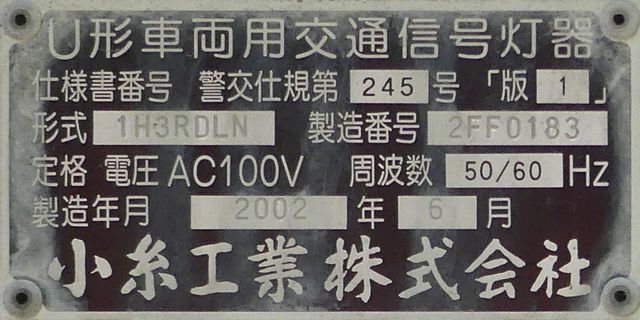 U形車両用交通信号灯器
仕様書番号 警交仕規第 245 号 「版 1 」
形式 1H3RDLN 製造番号 2FF0183
定格 電圧 AC100V 周波数 50/60 Hz
製造年月 2002 年 6 月
小糸工業株式会社